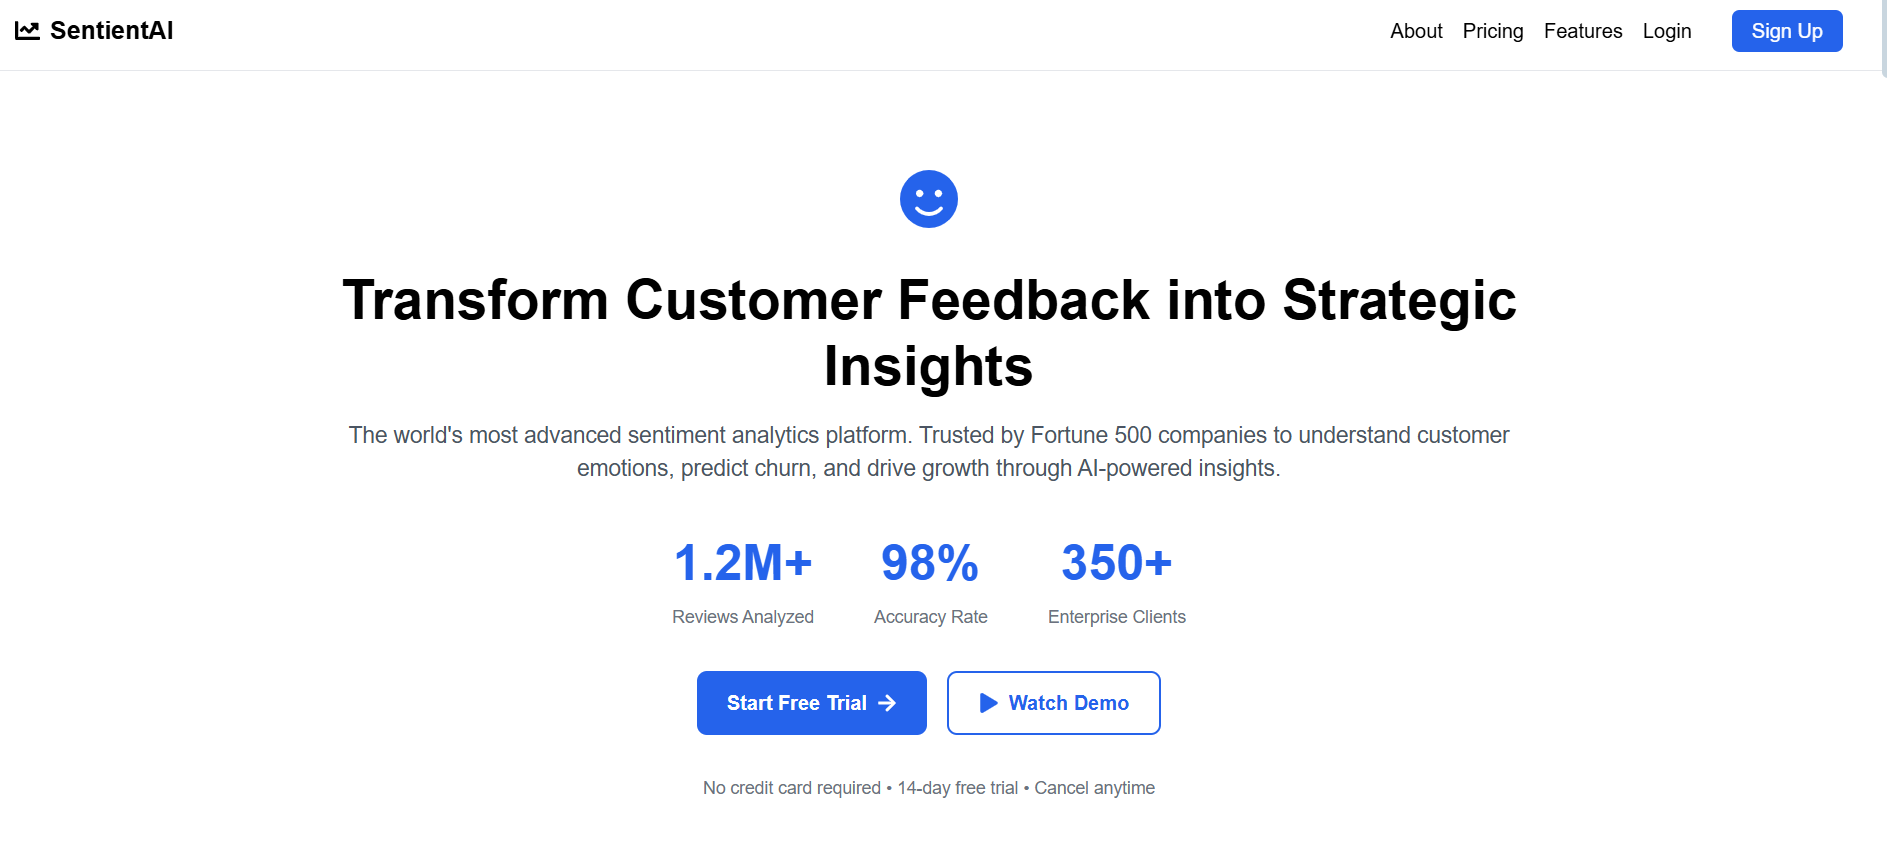 SentientAI
About
Pricing
Features
Login
Sign Up
Transform Customer Feedback into Strategic
Insights
The world's most advanced sentiment analytics platform. Trusted by Fortune 500 companies to understand customer
emotions, predict churn, and drive growth through AI-powered insights.
1.2M+
Reviews Analyzed
98%
Accuracy Rate
350+
Enterprise Clients
Start Free Trial
Watch Demo
No credit card required • 14-day free trial • Cancel anytime